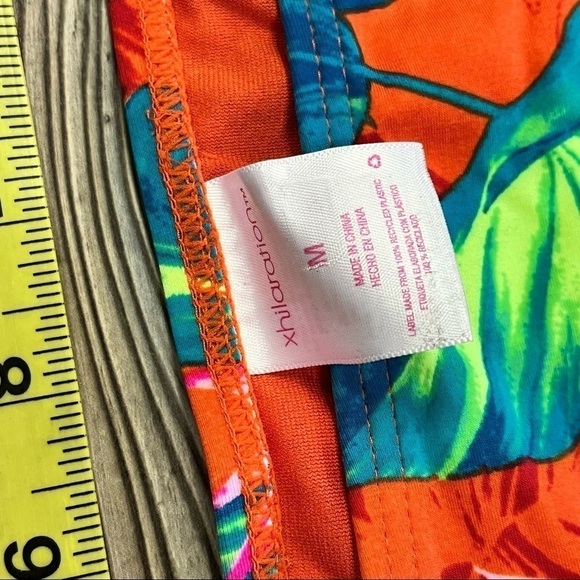 xhilaration™
M
MADE IN CHINA
HECHO EN CHINA
LABEL MADE FROM 100% RECYCLED PLASTIC
ETIQUETA ELABORADA CON PLÁSTICO
100 % RECICLADO
8
9